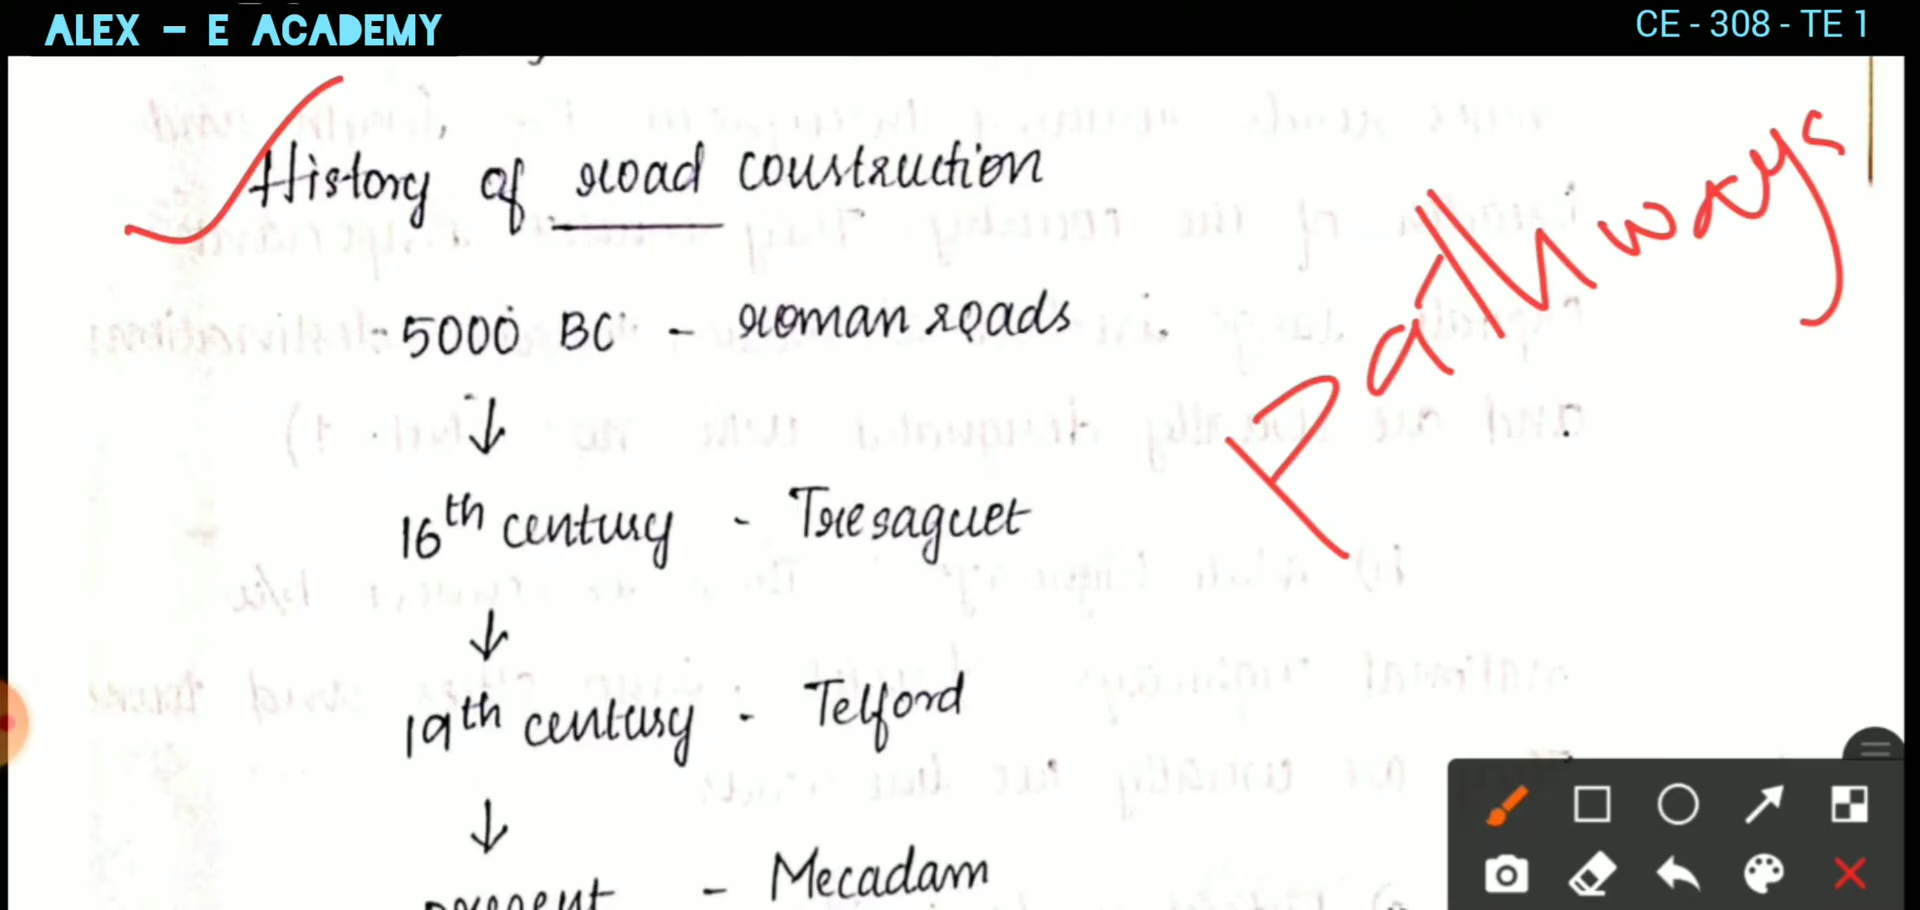 ALEX - E ACADEMY
CE - 308 - TE 1
History of road construction
5000 BC - roman roads
↓
16th century - Tresaguet
↓
19th century - Telford
↓
present - Mecadam
Pathways